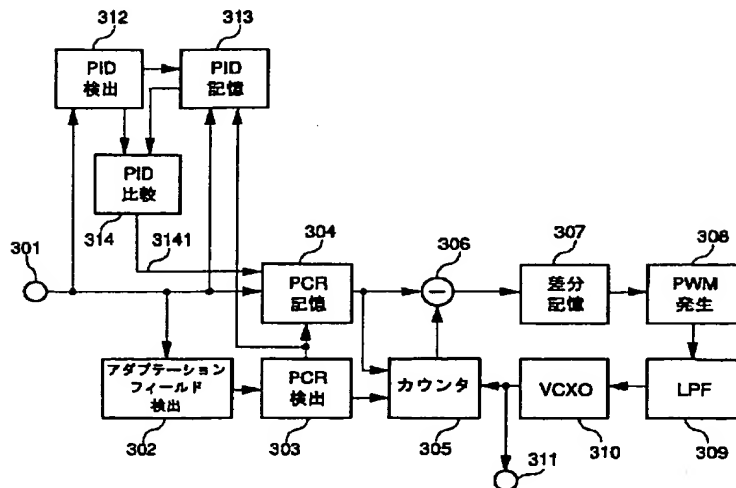 312
313
PID
検出
PID
記憶
PID
比較
314
3141
301
304
PCR
記憶
306
307
差分
記憶
308
PWM
発生
アダプテーション
フィールド
検出
302
PCR
検出
303
カウンタ
305
VCXO
310
LPF
309
311